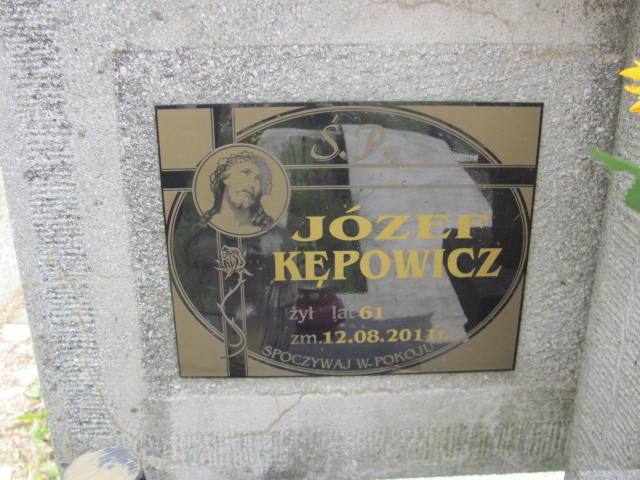 Ś.P.
JÓZEF
KĘPOWICZ
żył lat 61
zm. 12.08.2011r.
SPOCZYWAJ W POKOJU